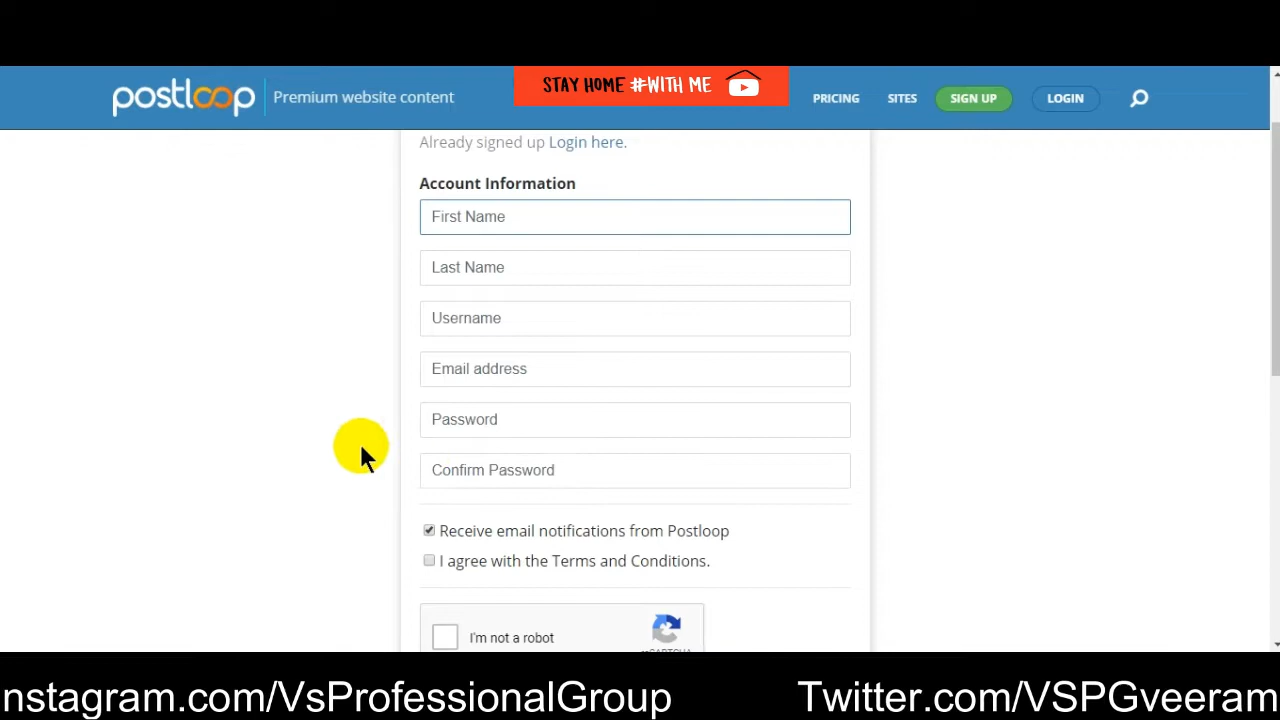 postloop Premium website content STAY HOME #WITH ME PRICING SITES SIGN UP LOGIN
Already signed up Login here.
Account Information
First Name
Last Name
Username
Email address
Password
Confirm Password
Receive email notifications from Postloop
I agree with the Terms and Conditions.
I'm not a robot
reCAPTCHA
nstagram.com/VsProfessionalGroup Twitter.com/VSPGveeram